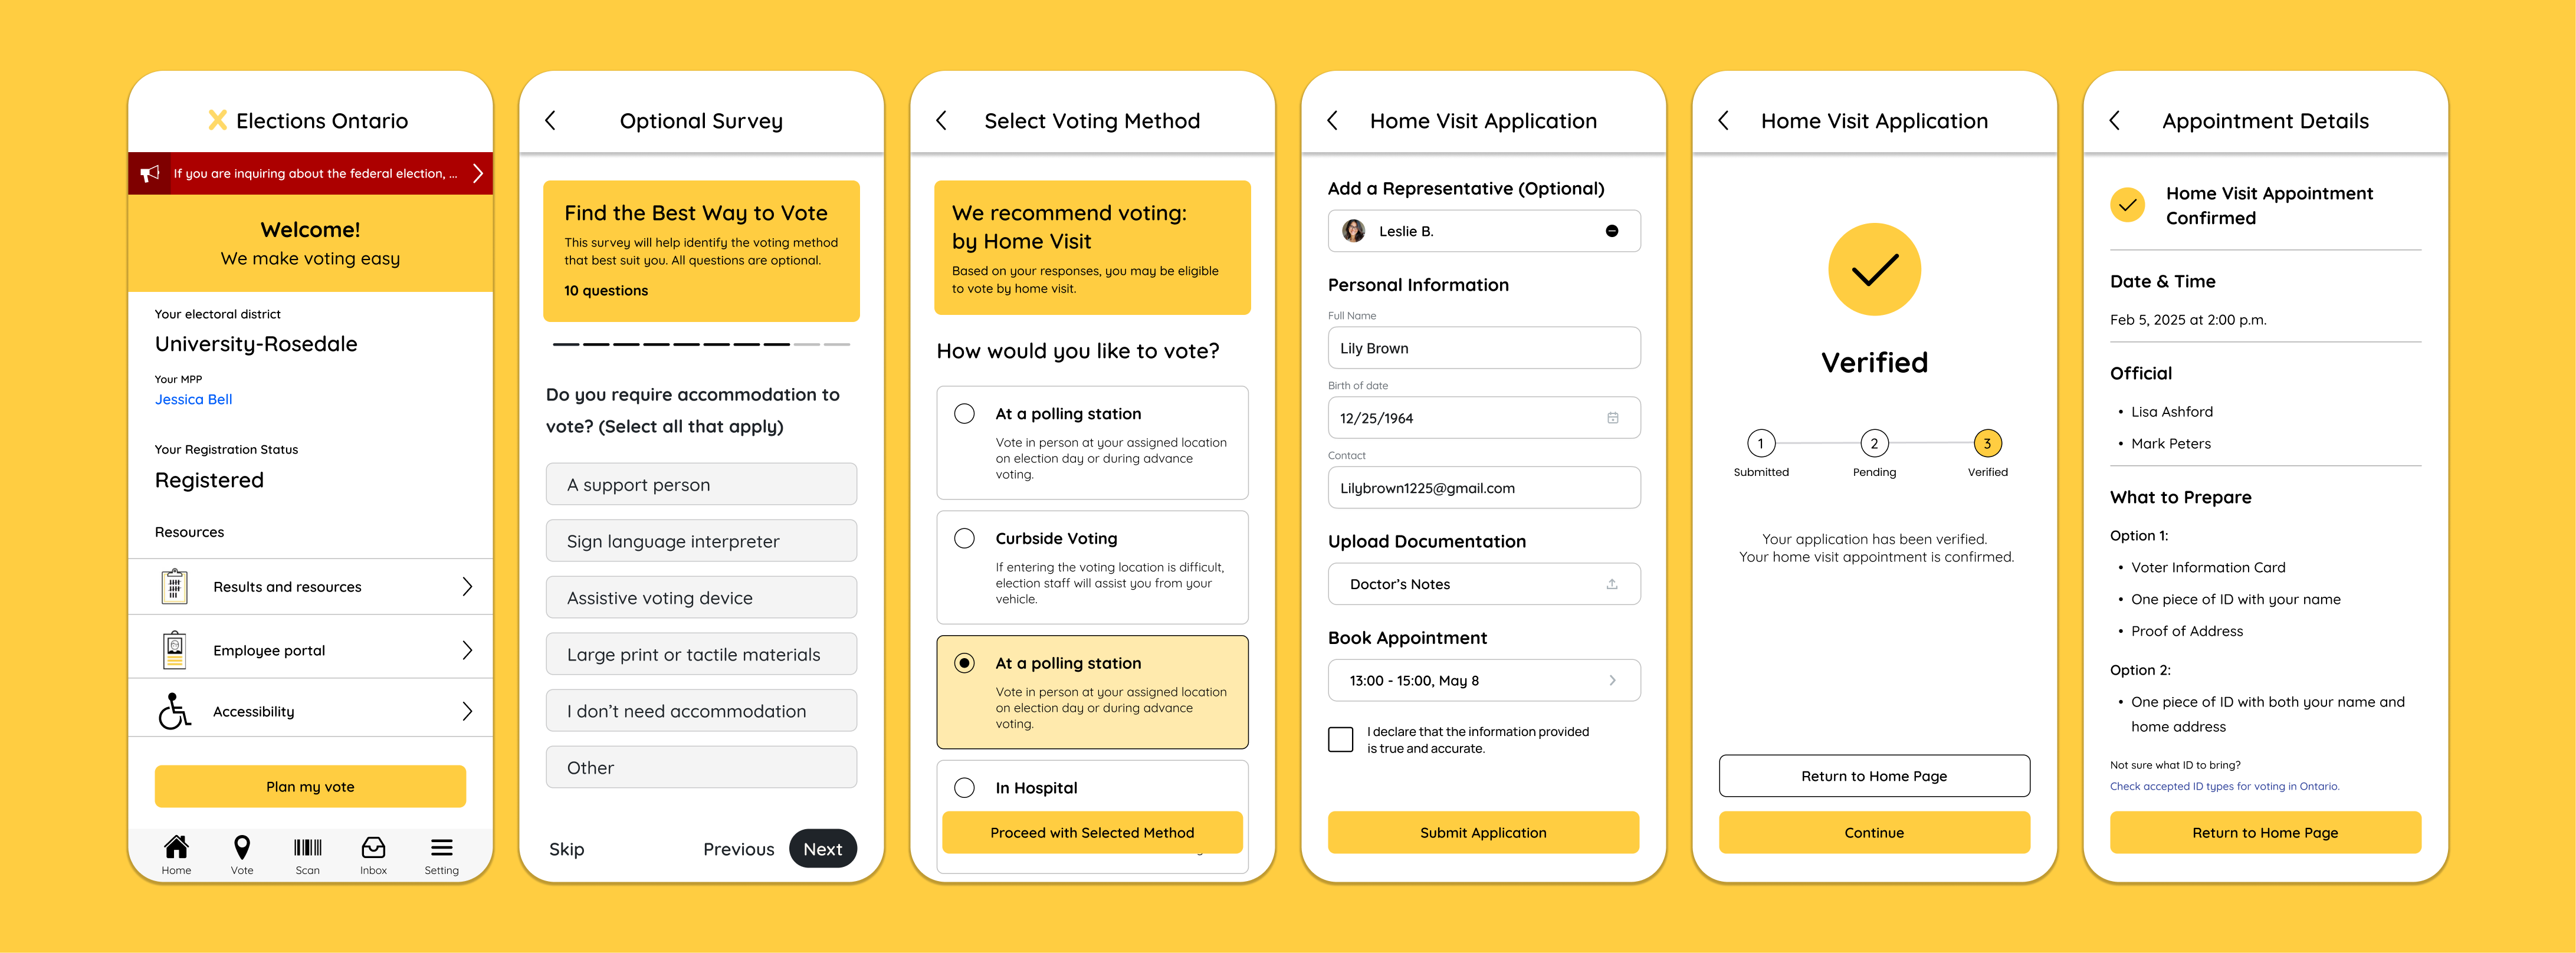 Elections Ontario
If you are inquiring about the federal election, ...
Welcome!
We make voting easy
Your electoral district
University-Rosedale
Your MPP
Jessica Bell
Your Registration Status
Registered
Resources
Results and resources
Employee portal
Accessibility
Plan my vote
Home
Vote
Scan
Inbox
Setting
Optional Survey
Find the Best Way to Vote
This survey will help identify the voting method
that best suit you. All questions are optional.
10 questions
Do you require accommodation to
vote? (Select all that apply)
A support person
Sign language interpreter
Assistive voting device
Large print or tactile materials
I don't need accommodation
Other
Skip
Previous
Next
Select Voting Method
We recommend voting:
by Home Visit
Based on your responses, you may be eligible
to vote by home visit.
How would you like to vote?
At a polling station
Vote in person at your assigned location
on election day or during advance
voting.
Curbside Voting
If entering the voting location is difficult,
election staff will assist you from your
vehicle.
At a polling station
Vote in person at your assigned location
on election day or during advance
voting.
In Hospital
Proceed with Selected Method
Home Visit Application
Add a Representative (Optional)
Leslie B.
Personal Information
Full Name
Lily Brown
Birth of date
12/25/1964
Contact
Lilybrown1225@gmail.com
Upload Documentation
Doctor's Notes
Book Appointment
13:00 - 15:00, May 8
I declare that the information provided
is true and accurate.
Submit Application
Home Visit Application
Verified
1
2
3
Submitted
Pending
Verified
Your application has been verified.
Your home visit appointment is confirmed.
Return to Home Page
Continue
Appointment Details
Home Visit Appointment
Confirmed
Date & Time
Feb 5, 2025 at 2:00 p.m.
Official
• Lisa Ashford
• Mark Peters
What to Prepare
Option 1:
• Voter Information Card
• One piece of ID with your name
• Proof of Address
Option 2:
• One piece of ID with both your name and
home address
Not sure what ID to bring?
Check accepted ID types for voting in Ontario.
Return to Home Page